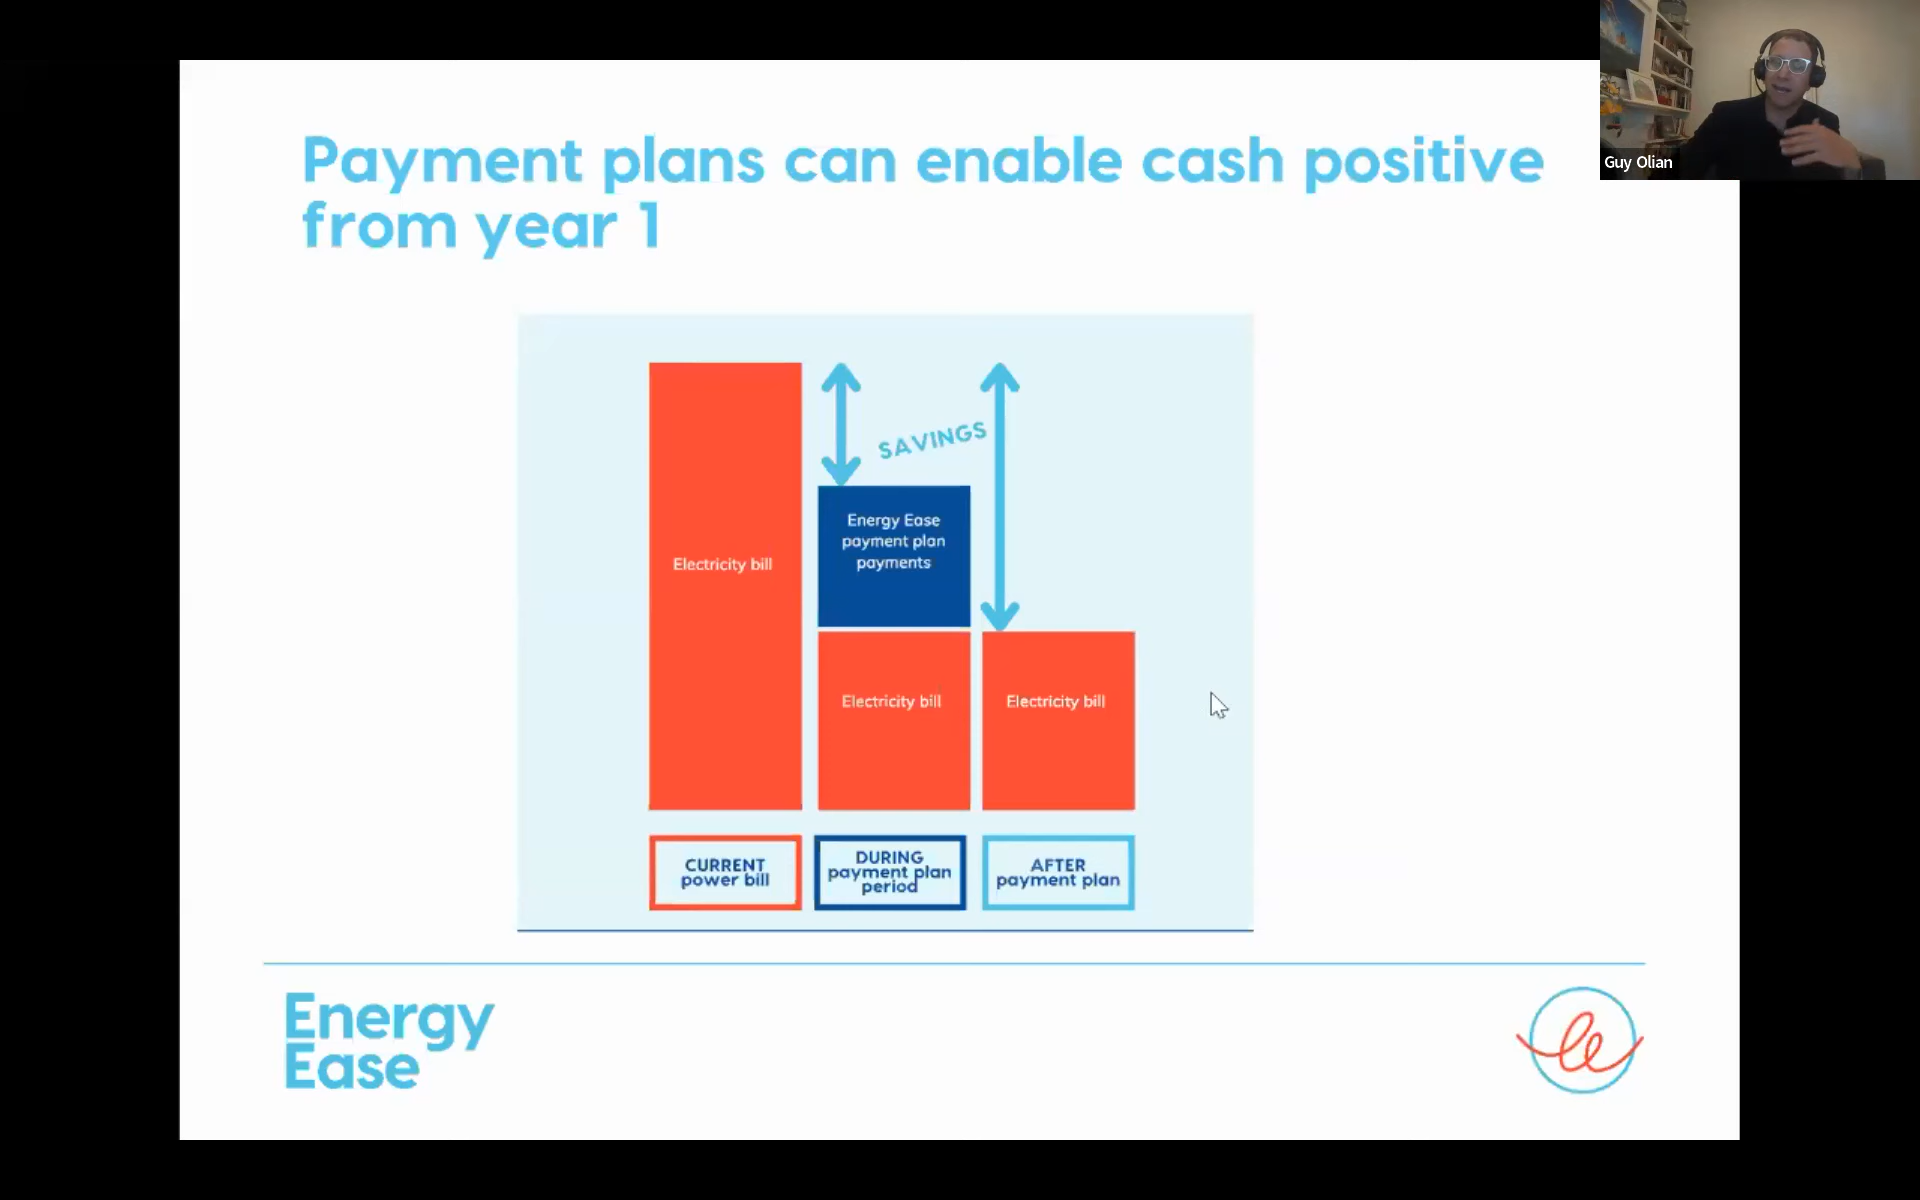 Guy Olian
Payment plans can enable cash positive
from year 1
SAVINGS
Electricity bill
Energy Ease
payment plan
payments
Electricity bill
Electricity bill
CURRENT
power bill
DURING
payment plan
period
AFTER
payment plan
Energy
Ease